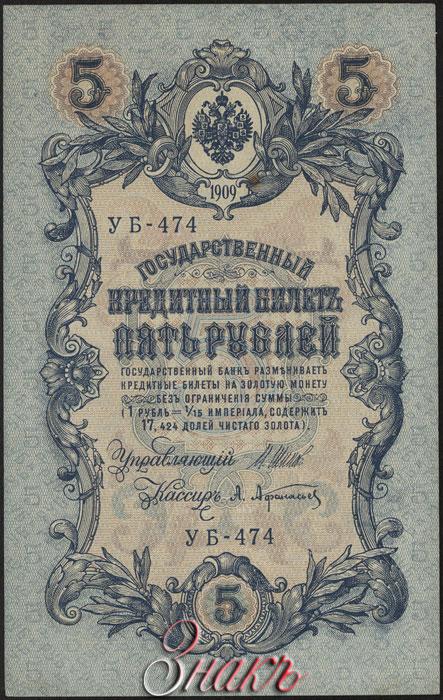 5 5
1909
УБ-474
ГОСУДАРСТВЕННЫЙ
КРЕДИТНЫЙ БИЛЕТЪ
ПЯТЬ РУБЛЕЙ
ГОСУДАРСТВЕННЫЙ БАНКЪ РАЗМѢНИВАЕТЪ
КРЕДИТНЫЕ БИЛЕТЫ НА ЗОЛОТУЮ МОНЕТУ
БЕЗЪ ОГРАНИЧЕНІЯ СУММЫ
(1 РУБЛЬ = 1/15 ИМПЕРІАЛА, СОДЕРЖИТЪ
17,424 ДОЛЕЙ ЧИСТАГО ЗОЛОТА).
Управляющій И. Шипов
Кассиръ А. Афанасьев
УБ-474
5
Знакъ